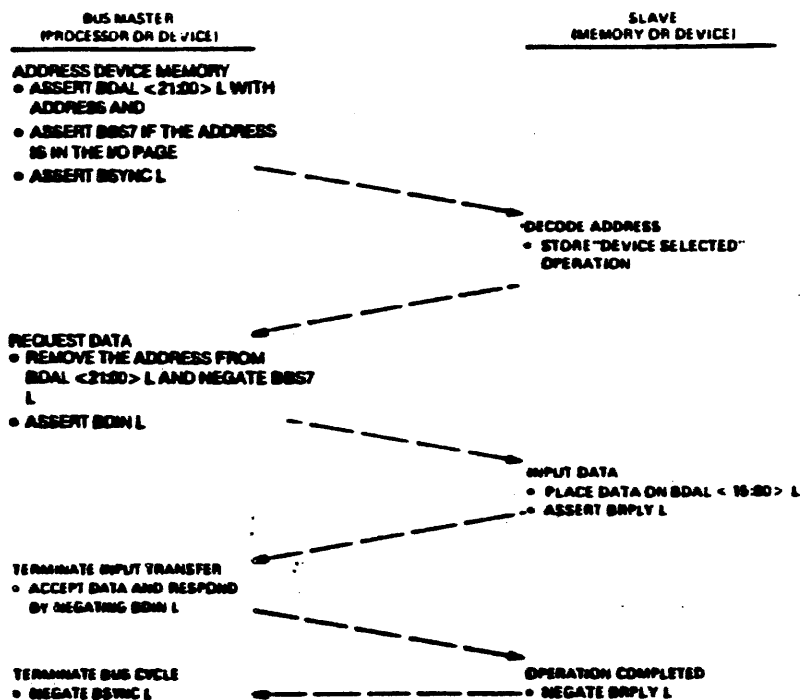 BUS MASTER
(PROCESSOR OR DEVICE)
SLAVE
(MEMORY OR DEVICE)
ADDRESS DEVICE MEMORY
• ASSERT BDAL <21:00> L WITH
ADDRESS AND
• ASSERT BBS7 IF THE ADDRESS
IS IN THE I/O PAGE
• ASSERT BSYNC L
DECODE ADDRESS
• STORE "DEVICE SELECTED"
OPERATION
REQUEST DATA
• REMOVE THE ADDRESS FROM
BDAL <21:00> L AND NEGATE BBS7
L
• ASSERT BDIN L
INPUT DATA
• PLACE DATA ON BDAL < 15:00 > L
• ASSERT BRPLY L
TERMINATE INPUT TRANSFER
• ACCEPT DATA AND RESPOND
BY NEGATING BDIN L
TERMINATE BUS CYCLE
• NEGATE BSYNC L
OPERATION COMPLETED
• NEGATE BRPLY L